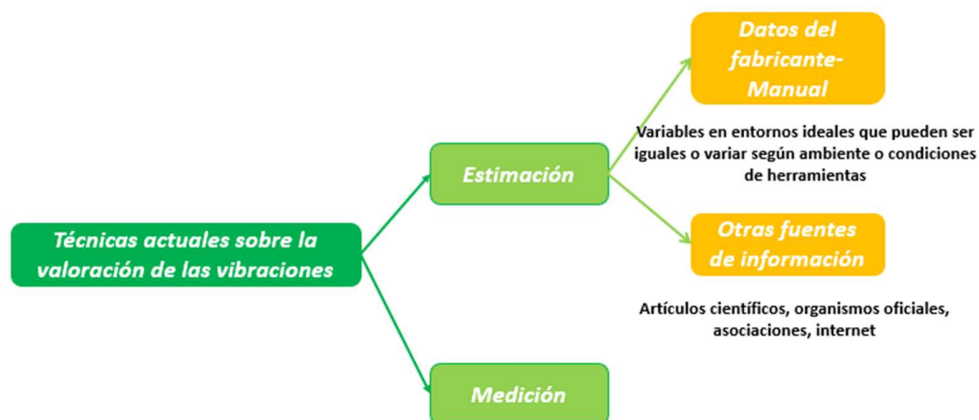 Datos del
fabricante-
Manual
Variables en entornos ideales que pueden ser
iguales o variar según ambiente o condiciones
de herramientas
Estimación
Técnicas actuales sobre la
valoración de las vibraciones
Otras fuentes
de información
Artículos científicos, organismos oficiales,
asociaciones, internet
Medición